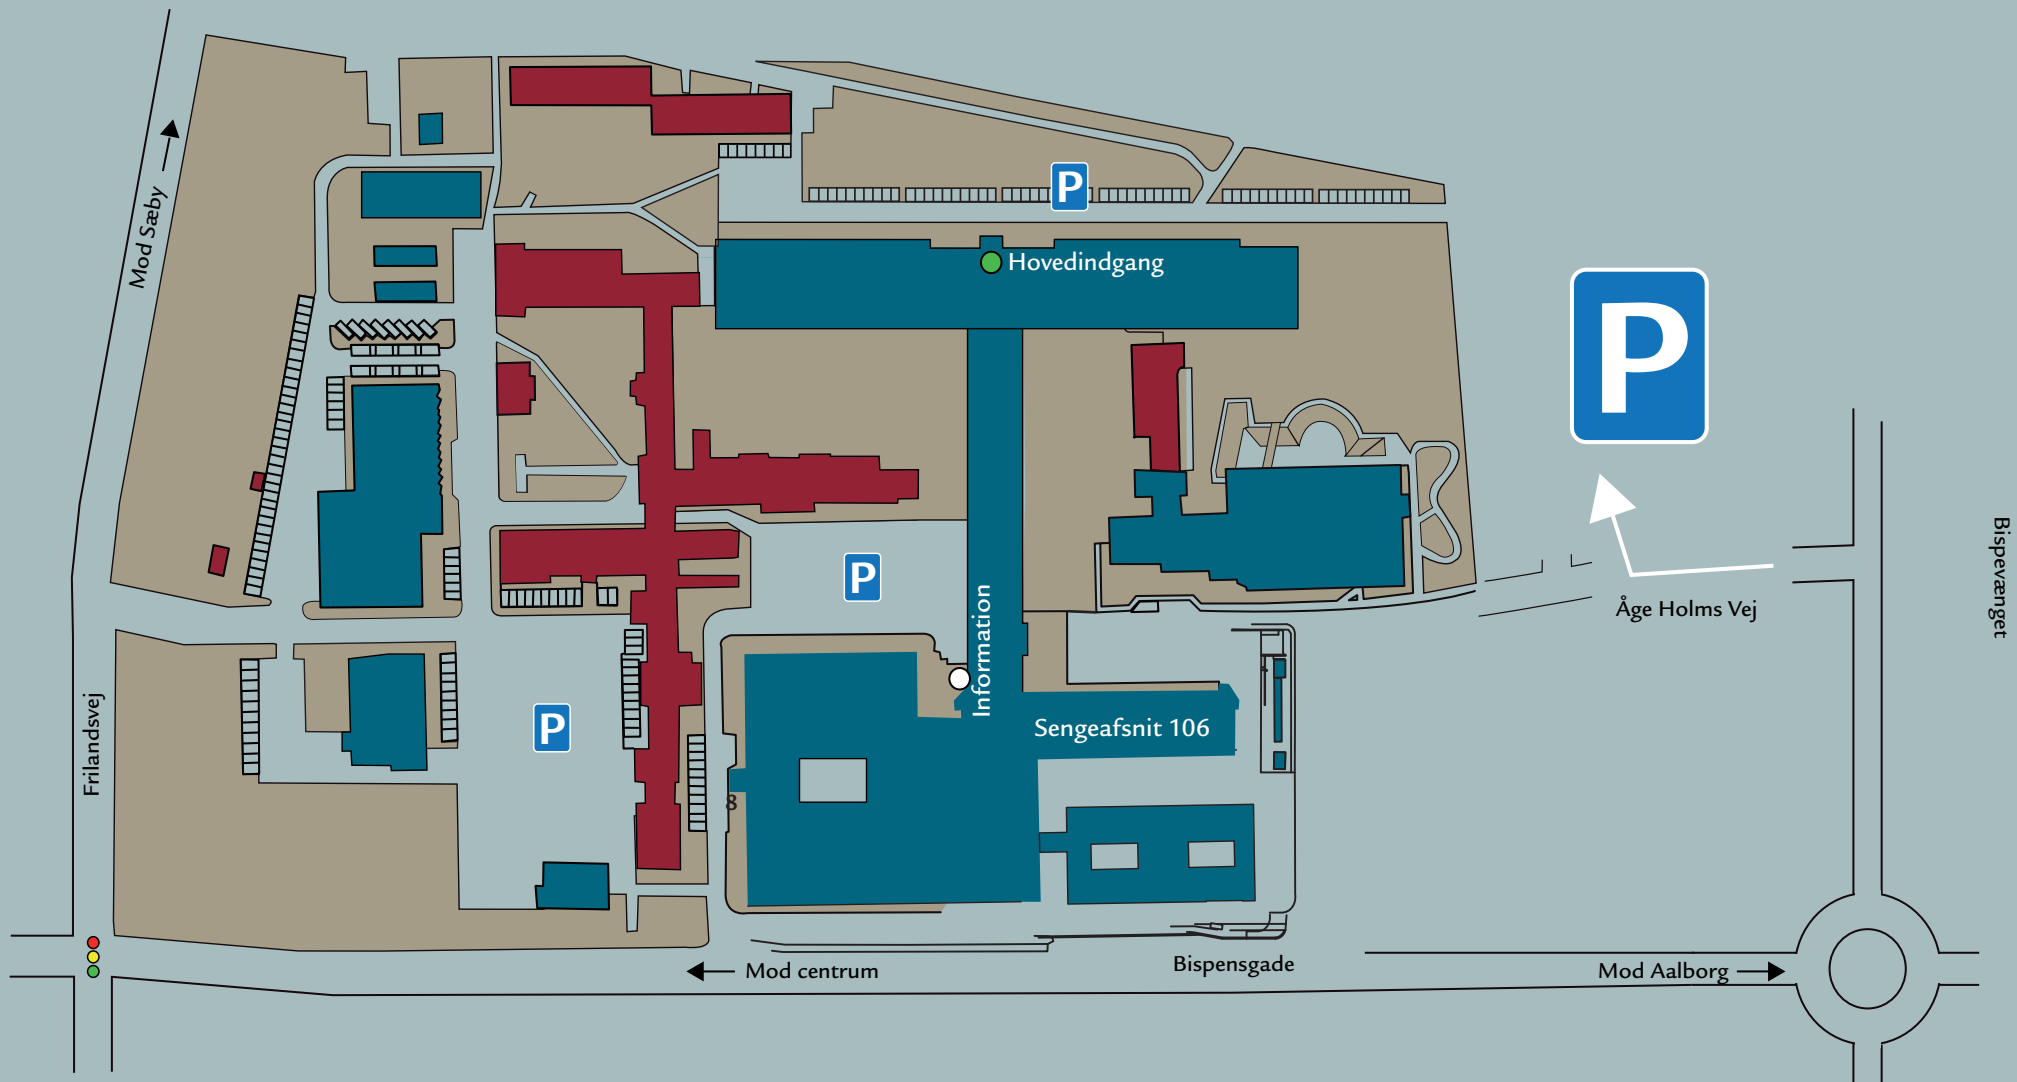 Mod Sæby
P
Hovedindgang
P
P
Information
Åge Holms Vej
Bispevænget
Frilandsvej
P
Sengeafsnit 106
8
Mod centrum
Bispensgade
Mod Aalborg